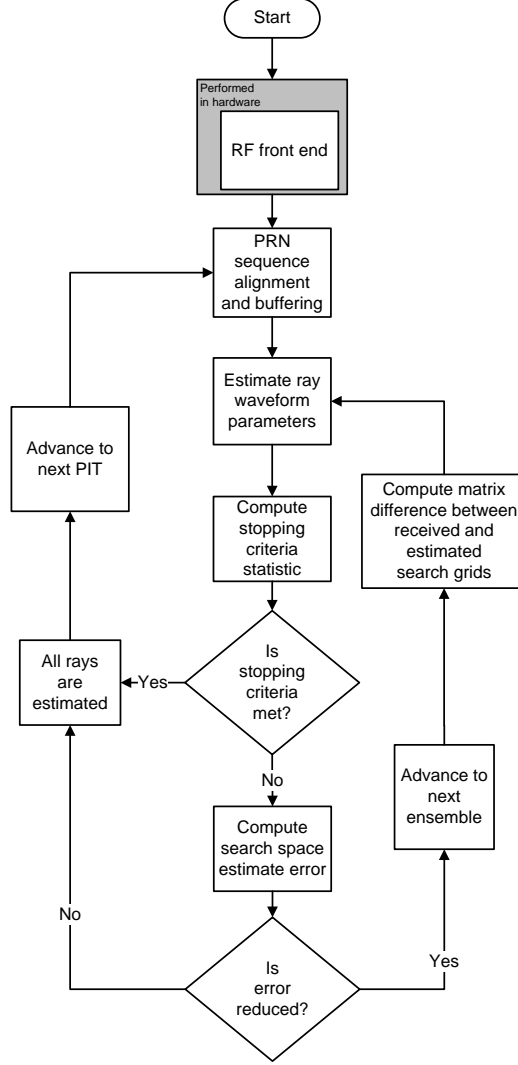 Start
Performed
in hardware
RF front end
PRN
sequence
alignment
and buffering
Estimate ray
waveform
parameters
Advance to
next PIT
Compute matrix
difference between
received and
estimated
search grids
Compute
stopping
criteria
statistic
All rays
are
estimated
Yes
Is
stopping
criteria
met?
No
Advance to
next
ensemble
Compute
search space
estimate error
No
Is
error
reduced?
Yes